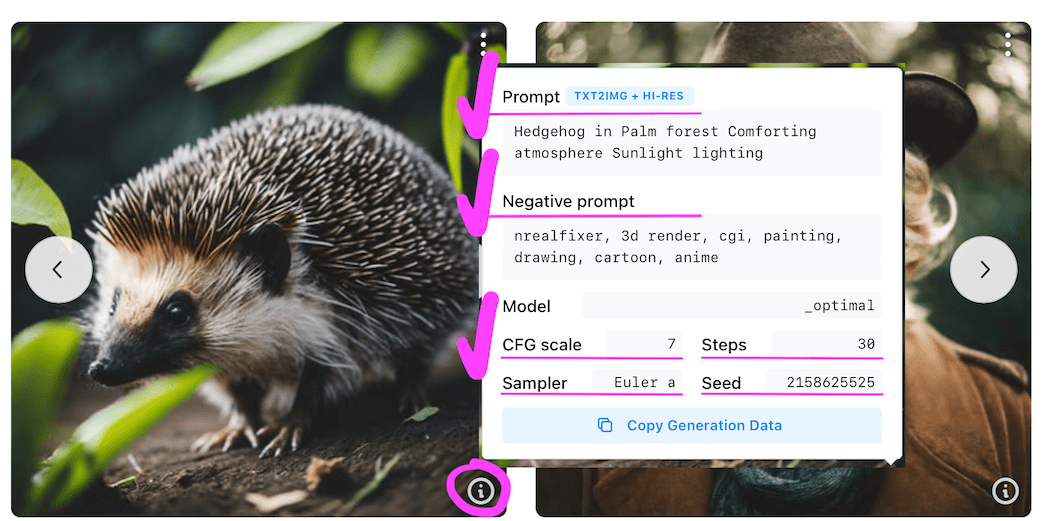 Prompt TXT2IMG + HI-RES
Hedgehog in Palm forest Comforting
atmosphere Sunlight lighting
Negative prompt
nrealfixer, 3d render, cgi, painting,
drawing, cartoon, anime
Model _optimal
CFG scale 7 Steps 30
Sampler Euler a Seed 2158625525
Copy Generation Data